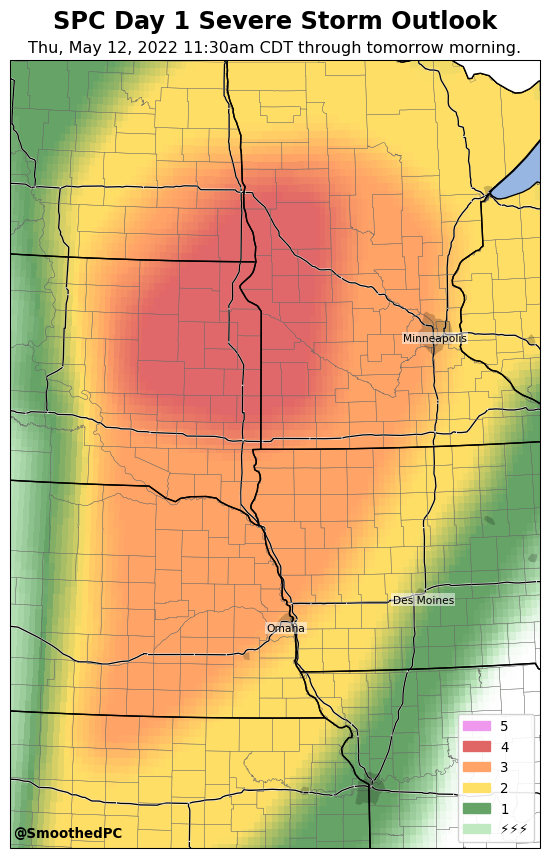 SPC Day 1 Severe Storm Outlook
Thu, May 12, 2022 11:30am CDT through tomorrow morning.
Minneapolis
Des Moines
Omaha
5
4
3
2
1
⚡⚡⚡
@SmoothedPC